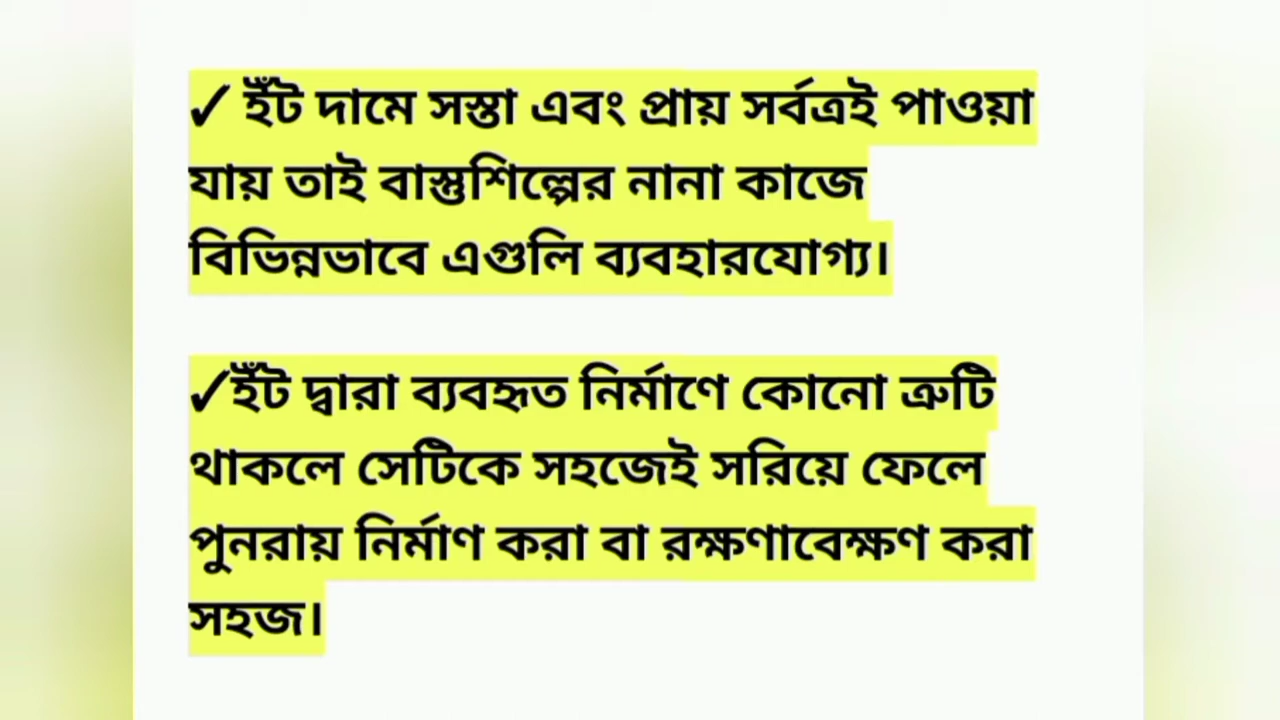 ✓ ইঁট দামে সস্তা এবং প্রায় সর্বত্রই পাওয়া
যায় তাই বাস্তুশিল্পের নানা কাজে
বিভিন্নভাবে এগুলি ব্যবহারযোগ্য।
✓ইঁট দ্বারা ব্যবহৃত নির্মাণে কোনো ত্রুটি
থাকলে সেটিকে সহজেই সরিয়ে ফেলে
পুনরায় নির্মাণ করা বা রক্ষণাবেক্ষণ করা
সহজ।